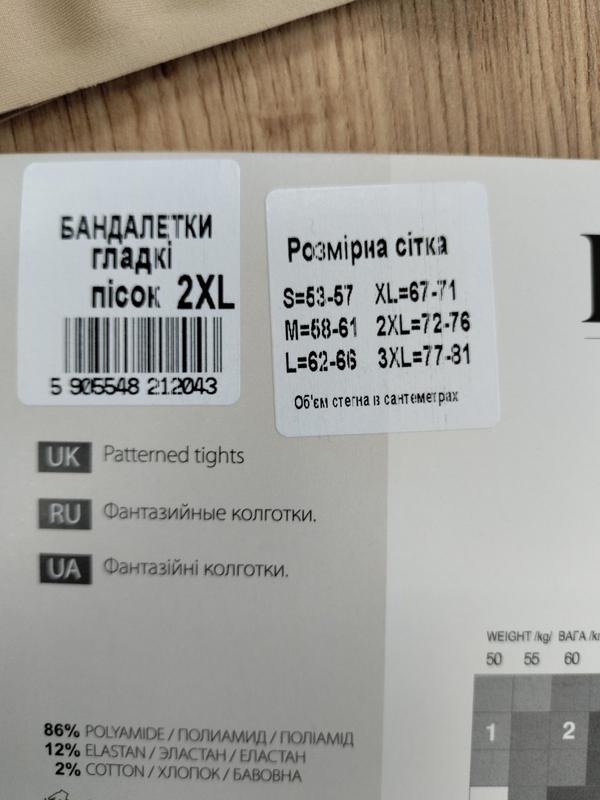 БАНДАЛЕТКИ
гладкі
пісок 2XL
5 905548 212043
Розмірна сітка
S=53-57 XL=67-71
M=58-61 2XL=72-76
L=62-66 3XL=77-81
Об'єм стегна в сантеметрах
UK Patterned tights
RU Фантазийные колготки.
UA Фантазійні колготки.
WEIGHT /kg/ ВАГА
50 55 60
1 2
86% POLYAMIDE / ПОЛИАМИД / ПОЛІАМІД
12% ELASTAN / ЭЛАСТАН / ЕЛАСТАН
2% COTTON / ХЛОПОК / БАВОВНА